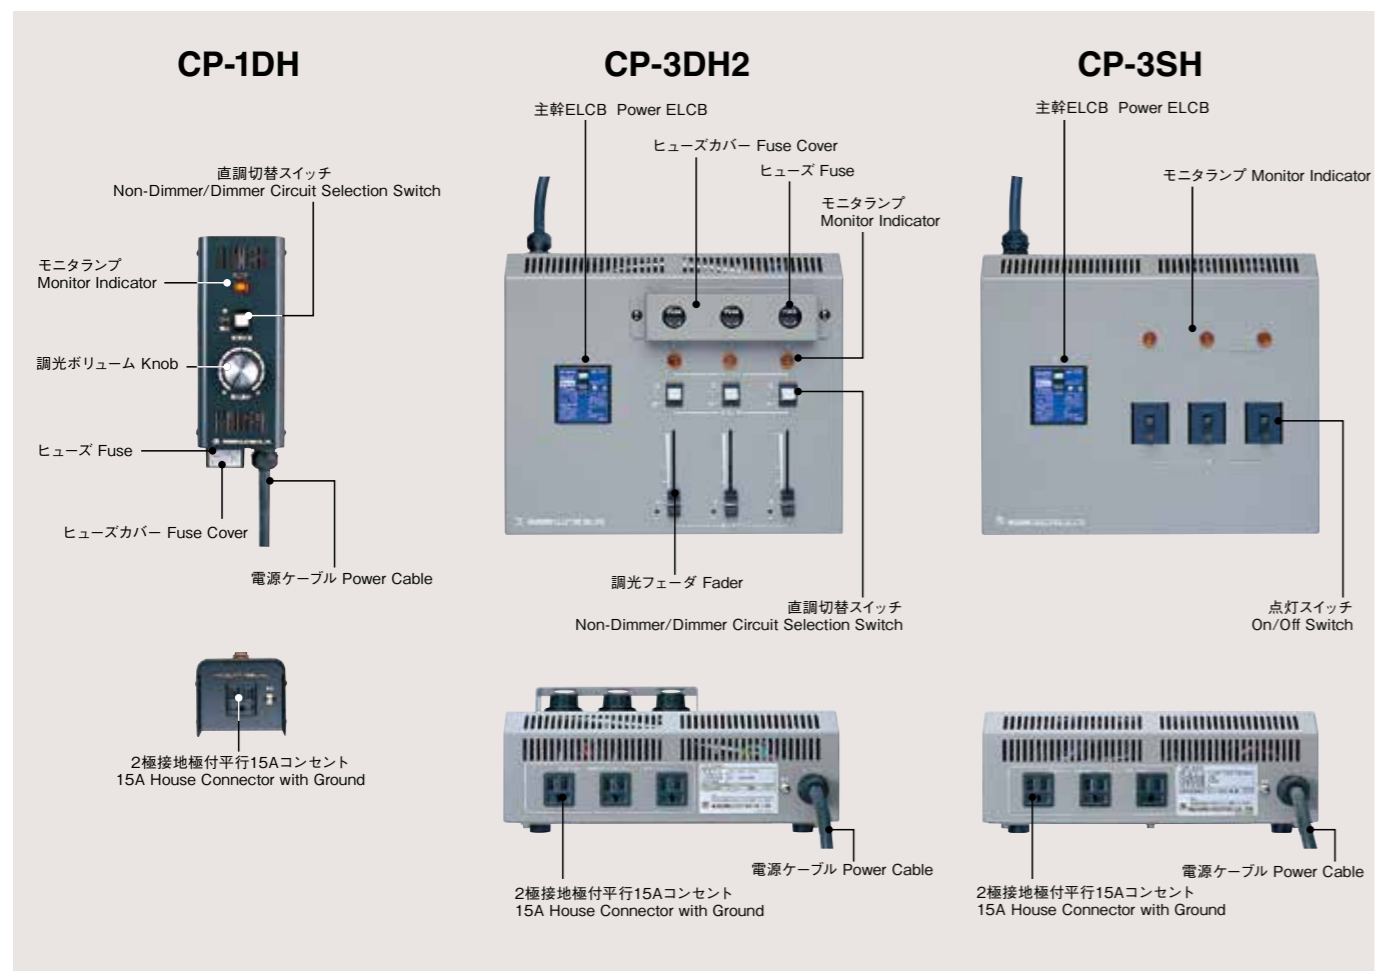 CP-1DH
直調切替スイッチ
Non-Dimmer/Dimmer Circuit Selection Switch
モニタランプ
Monitor Indicator
調光ボリューム Knob
ヒューズ Fuse
ヒューズカバー Fuse Cover
電源ケーブル Power Cable
2極接地極付平行15Aコンセント
15A House Connector with Ground
CP-3DH2
主幹ELCB Power ELCB
ヒューズカバー Fuse Cover
ヒューズ Fuse
モニタランプ
Monitor Indicator
調光フェーダ Fader
直調切替スイッチ
Non-Dimmer/Dimmer Circuit Selection Switch
電源ケーブル Power Cable
2極接地極付平行15Aコンセント
15A House Connector with Ground
CP-3SH
主幹ELCB Power ELCB
モニタランプ Monitor Indicator
点灯スイッチ
On/Off Switch
電源ケーブル Power Cable
2極接地極付平行15Aコンセント
15A House Connector with Ground